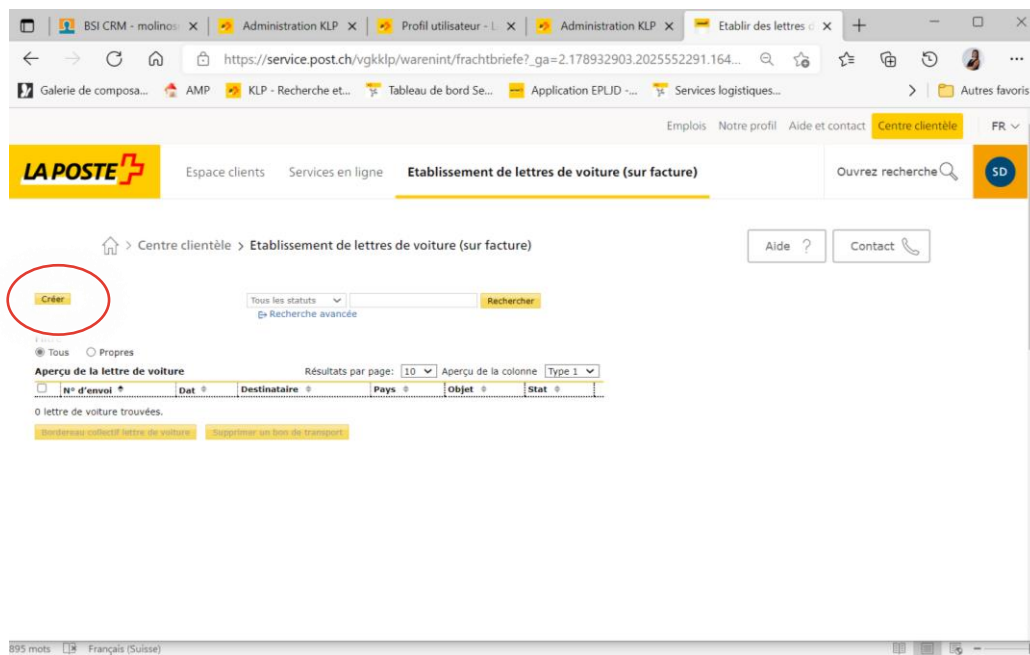 BSI CRM - molinos
Administration KLP
Profil utilisateur - L
Administration KLP
Etablir des lettres d
https://service.post.ch/vgkklp/warenint/frachtbriefe?_ga=2.178932903.2025552291.164...
Galerie de composa...
AMP
KLP - Recherche et...
Tableau de bord Se...
Application EPLJD -...
Services logistiques...
Autres favoris
Emplois Notre profil Aide et contact Centre clientèle FR
LA POSTE
Espace clients Services en ligne Etablissement de lettres de voiture (sur facture) Ouvrez recherche SD
> Centre clientèle > Etablissement de lettres de voiture (sur facture) Aide ? Contact
Créer Tous les statuts Rechercher
Recherche avancée
Tous Propres
Aperçu de la lettre de voiture Résultats par page: 10 Aperçu de la colonne Type 1
N° d'envoi Dat Destinataire Pays Objet Stat
0 lettre de voiture trouvées.
Bordereau collectif lettre de voiture Supprimer un bon de transport
895 mots Français (Suisse)